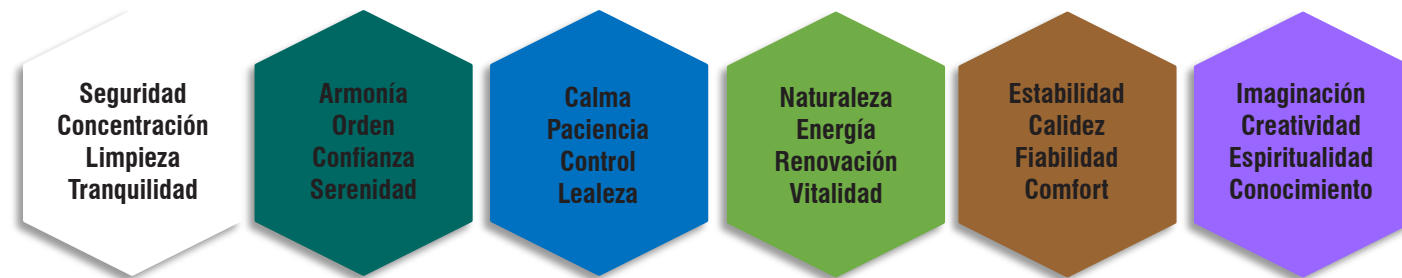 Seguridad
Concentración
Limpieza
Tranquilidad
Armonía
Orden
Confianza
Serenidad
Calma
Paciencia
Control
Lealeza
Naturaleza
Energía
Renovación
Vitalidad
Estabilidad
Calidez
Fiabilidad
Comfort
Imaginación
Creatividad
Espiritualidad
Conocimiento